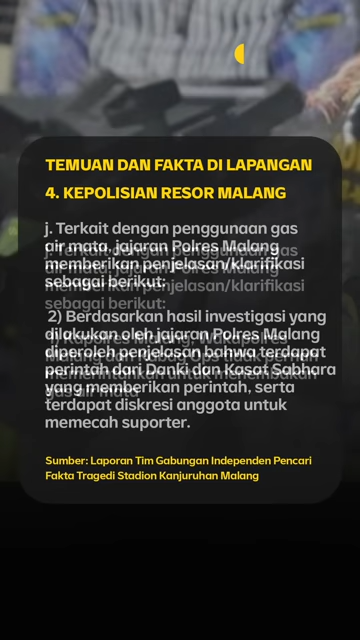 TEMUAN DAN FAKTA DI LAPANGAN
4. KEPOLISIAN RESOR MALANG
j. Terkait dengan penggunaan gas
air mata, jajaran Polres Malang
memberikan penjelasan/klarifikasi
sebagai berikut:
2) Berdasarkan hasil investigasi yang
dilakukan oleh jajaran Polres Malang
diperoleh penjelasan bahwa terdapat
perintah dari Danki dan Kasat Sabhara
yang memberikan perintah, serta
terdapat diskresi anggota untuk
memecah suporter.
Sumber: Laporan Tim Gabungan Independen Pencari
Fakta Tragedi Stadion Kanjuruhan Malang